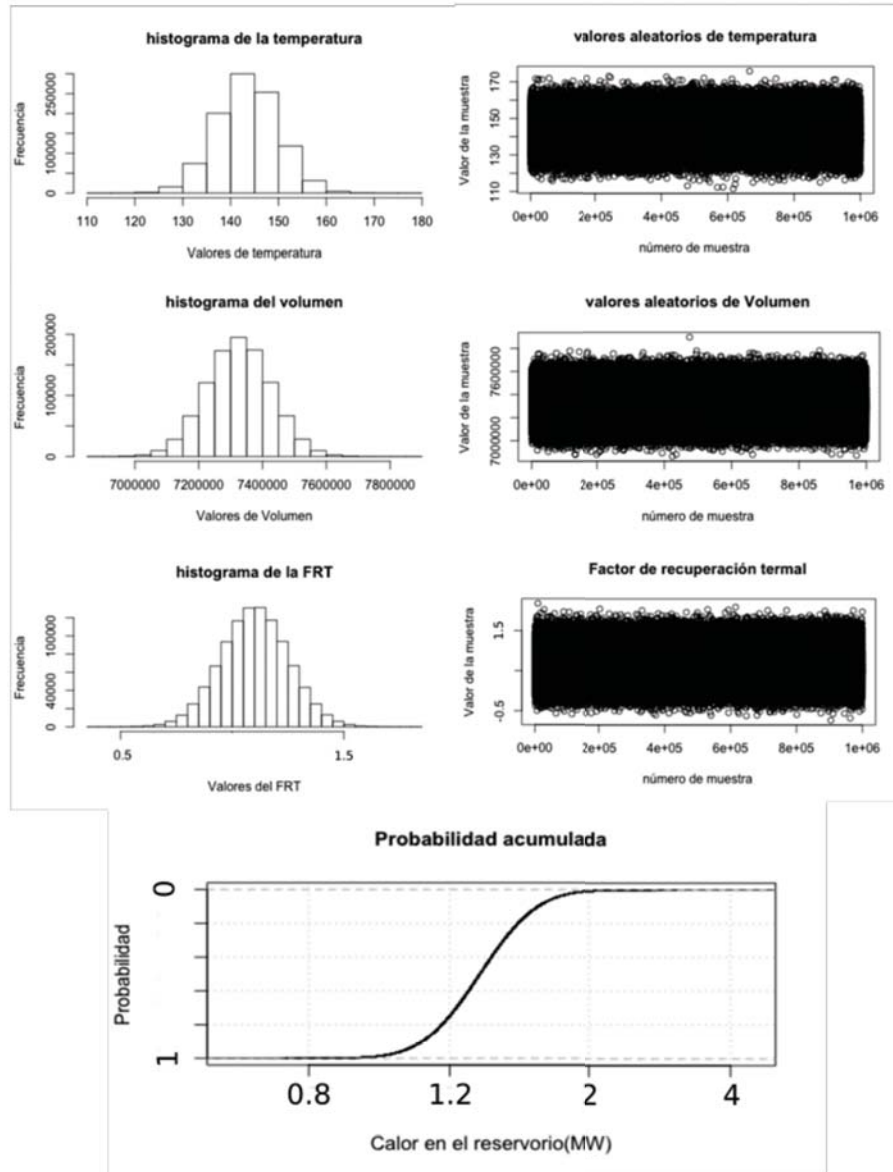 histograma de la temperatura
Frecuencia
100000
250000
110 120 130 140 150 160 170 180
Valores de temperatura
valores aleatorios de temperatura
Valor de la muestra
110 130 150 170
0e+00 2e+05 4e+05 6e+05 8e+05 1e+06
número de muestra
histograma del volumen
Frecuencia
0 100000 200000
7000000 7200000 7400000 7600000 7800000
Valores de Volumen
valores aleatorios de Volumen
Valor de la muestra
7000000 7600000
0e+00 2e+05 4e+05 6e+05 8e+05 1e+06
número de muestra
histograma de la FRT
Frecuencia
0 40000 100000
0.5 1.5
Valores del FRT
Factor de recuperación termal
Valor de la muestra
-0.5 1.5
0e+00 2e+05 4e+05 6e+05 8e+05 1e+06
número de muestra
Probabilidad acumulada
Probabilidad
0
1
0.8 1.2 2 4
Calor en el reservorio(MW)